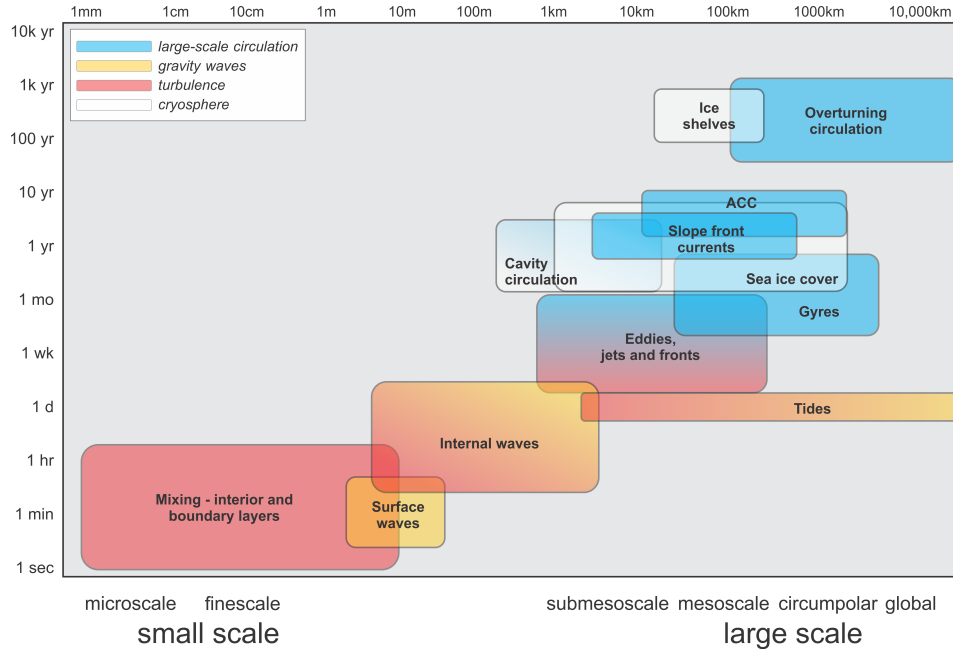 1mm 1cm 10cm 1m 10m 100m 1km 10km 100km 1000km 10,000km
10k yr
1k yr
100 yr
10 yr
1 yr
1 mo
1 wk
1 d
1 hr
1 min
1 sec
large-scale circulation
gravity waves
turbulence
cryosphere
Ice
shelves
Overturning
circulation
ACC
Slope front
currents
Cavity
circulation
Sea ice cover
Gyres
Eddies,
jets and fronts
Tides
Internal waves
Mixing - interior and
boundary layers
Surface
waves
microscale finescale submesoscale mesoscale circumpolar global
small scale large scale